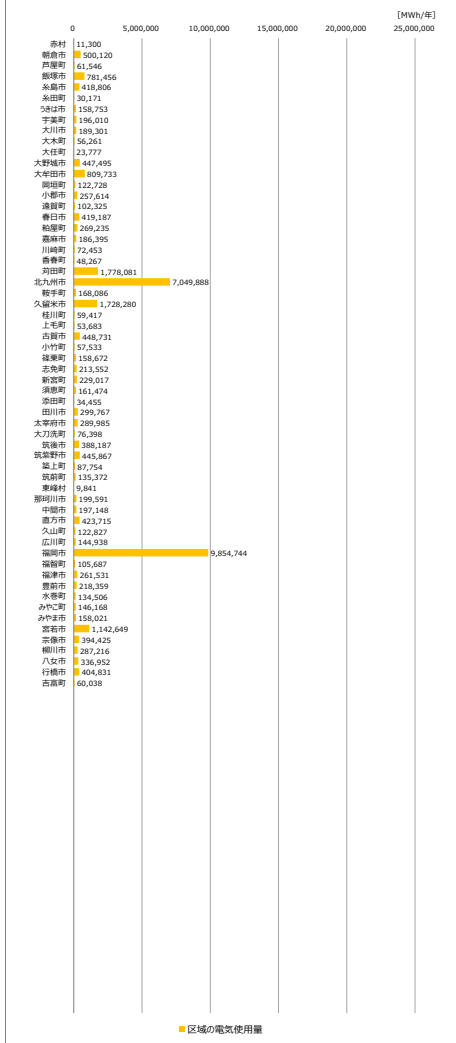 [MWh/年]
0 5,000,000 10,000,000 15,000,000 20,000,000 25,000,000
赤村 11,300
朝倉市 500,120
芦屋町 61,546
飯塚市 781,456
糸島市 418,806
糸田町 30,171
うきは市 158,753
宇美町 196,010
大川市 189,301
大木町 56,261
大任町 23,777
大野城市 447,495
大牟田市 809,733
岡垣町 122,728
小郡市 257,614
遠賀町 102,325
春日市 419,187
粕屋町 269,235
嘉麻市 186,395
川崎町 72,453
香春町 48,267
苅田町 1,778,081
北九州市 7,049,888
鞍手町 168,086
久留米市 1,728,280
桂川町 59,417
上毛町 53,683
古賀市 448,731
小竹町 57,533
篠栗町 158,672
志免町 213,552
新宮町 229,017
須恵町 161,474
添田町 34,455
田川市 299,767
太宰府市 289,985
大刀洗町 76,398
筑後市 388,187
筑紫野市 445,867
築上町 87,754
筑前町 135,372
東峰村 9,841
那珂川市 199,591
中間市 197,148
直方市 423,715
久山町 122,827
広川町 144,938
福岡市 9,854,744
福智町 105,687
福津市 261,531
豊前市 218,359
水巻町 134,506
みやこ町 146,168
みやま市 158,021
宮若市 1,142,649
宗像市 394,425
柳川市 287,216
八女市 336,952
行橋市 404,831
吉富町 60,038
区域の電気使用量